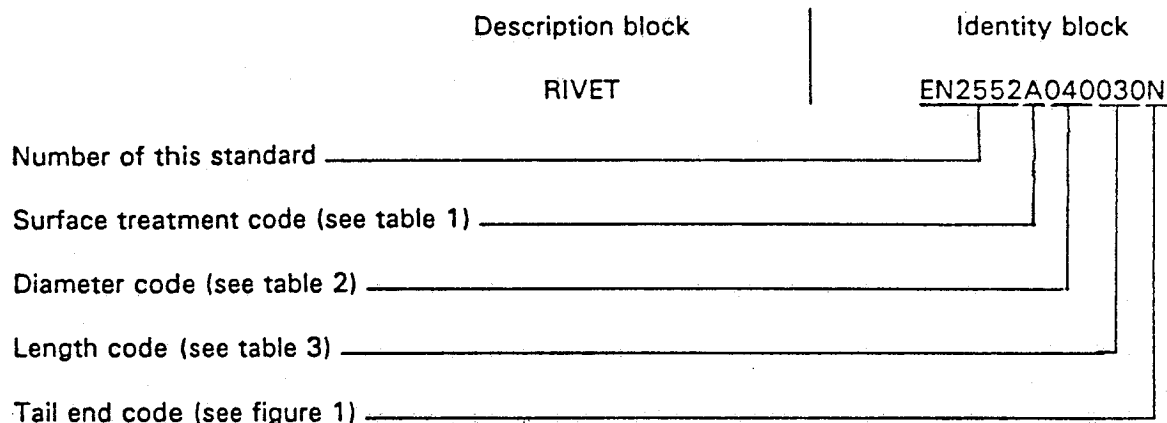 Description block Identity block
RIVET EN2552A040030N
Number of this standard
Surface treatment code (see table 1)
Diameter code (see table 2)
Length code (see table 3)
Tail end code (see figure 1)